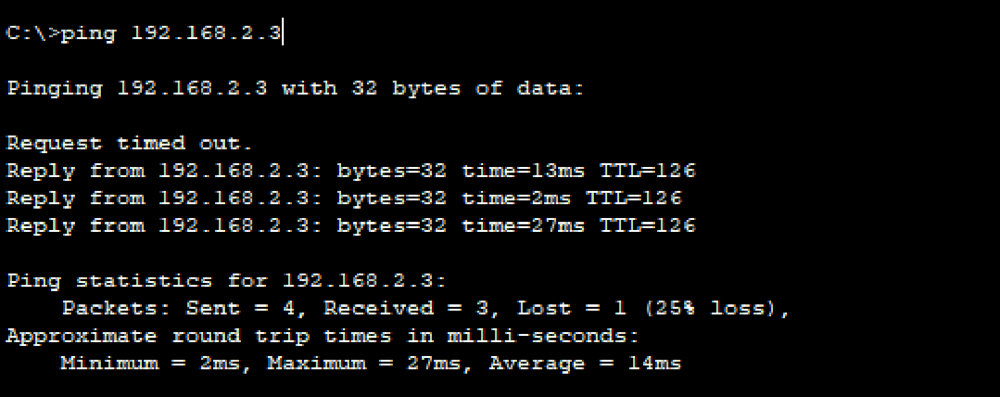 C:\>ping 192.168.2.3
Pinging 192.168.2.3 with 32 bytes of data:
Request timed out.
Reply from 192.168.2.3: bytes=32 time=13ms TTL=126
Reply from 192.168.2.3: bytes=32 time=2ms TTL=126
Reply from 192.168.2.3: bytes=32 time=27ms TTL=126
Ping statistics for 192.168.2.3:
Packets: Sent = 4, Received = 3, Lost = 1 (25% loss),
Approximate round trip times in milli-seconds:
Minimum = 2ms, Maximum = 27ms, Average = 14ms